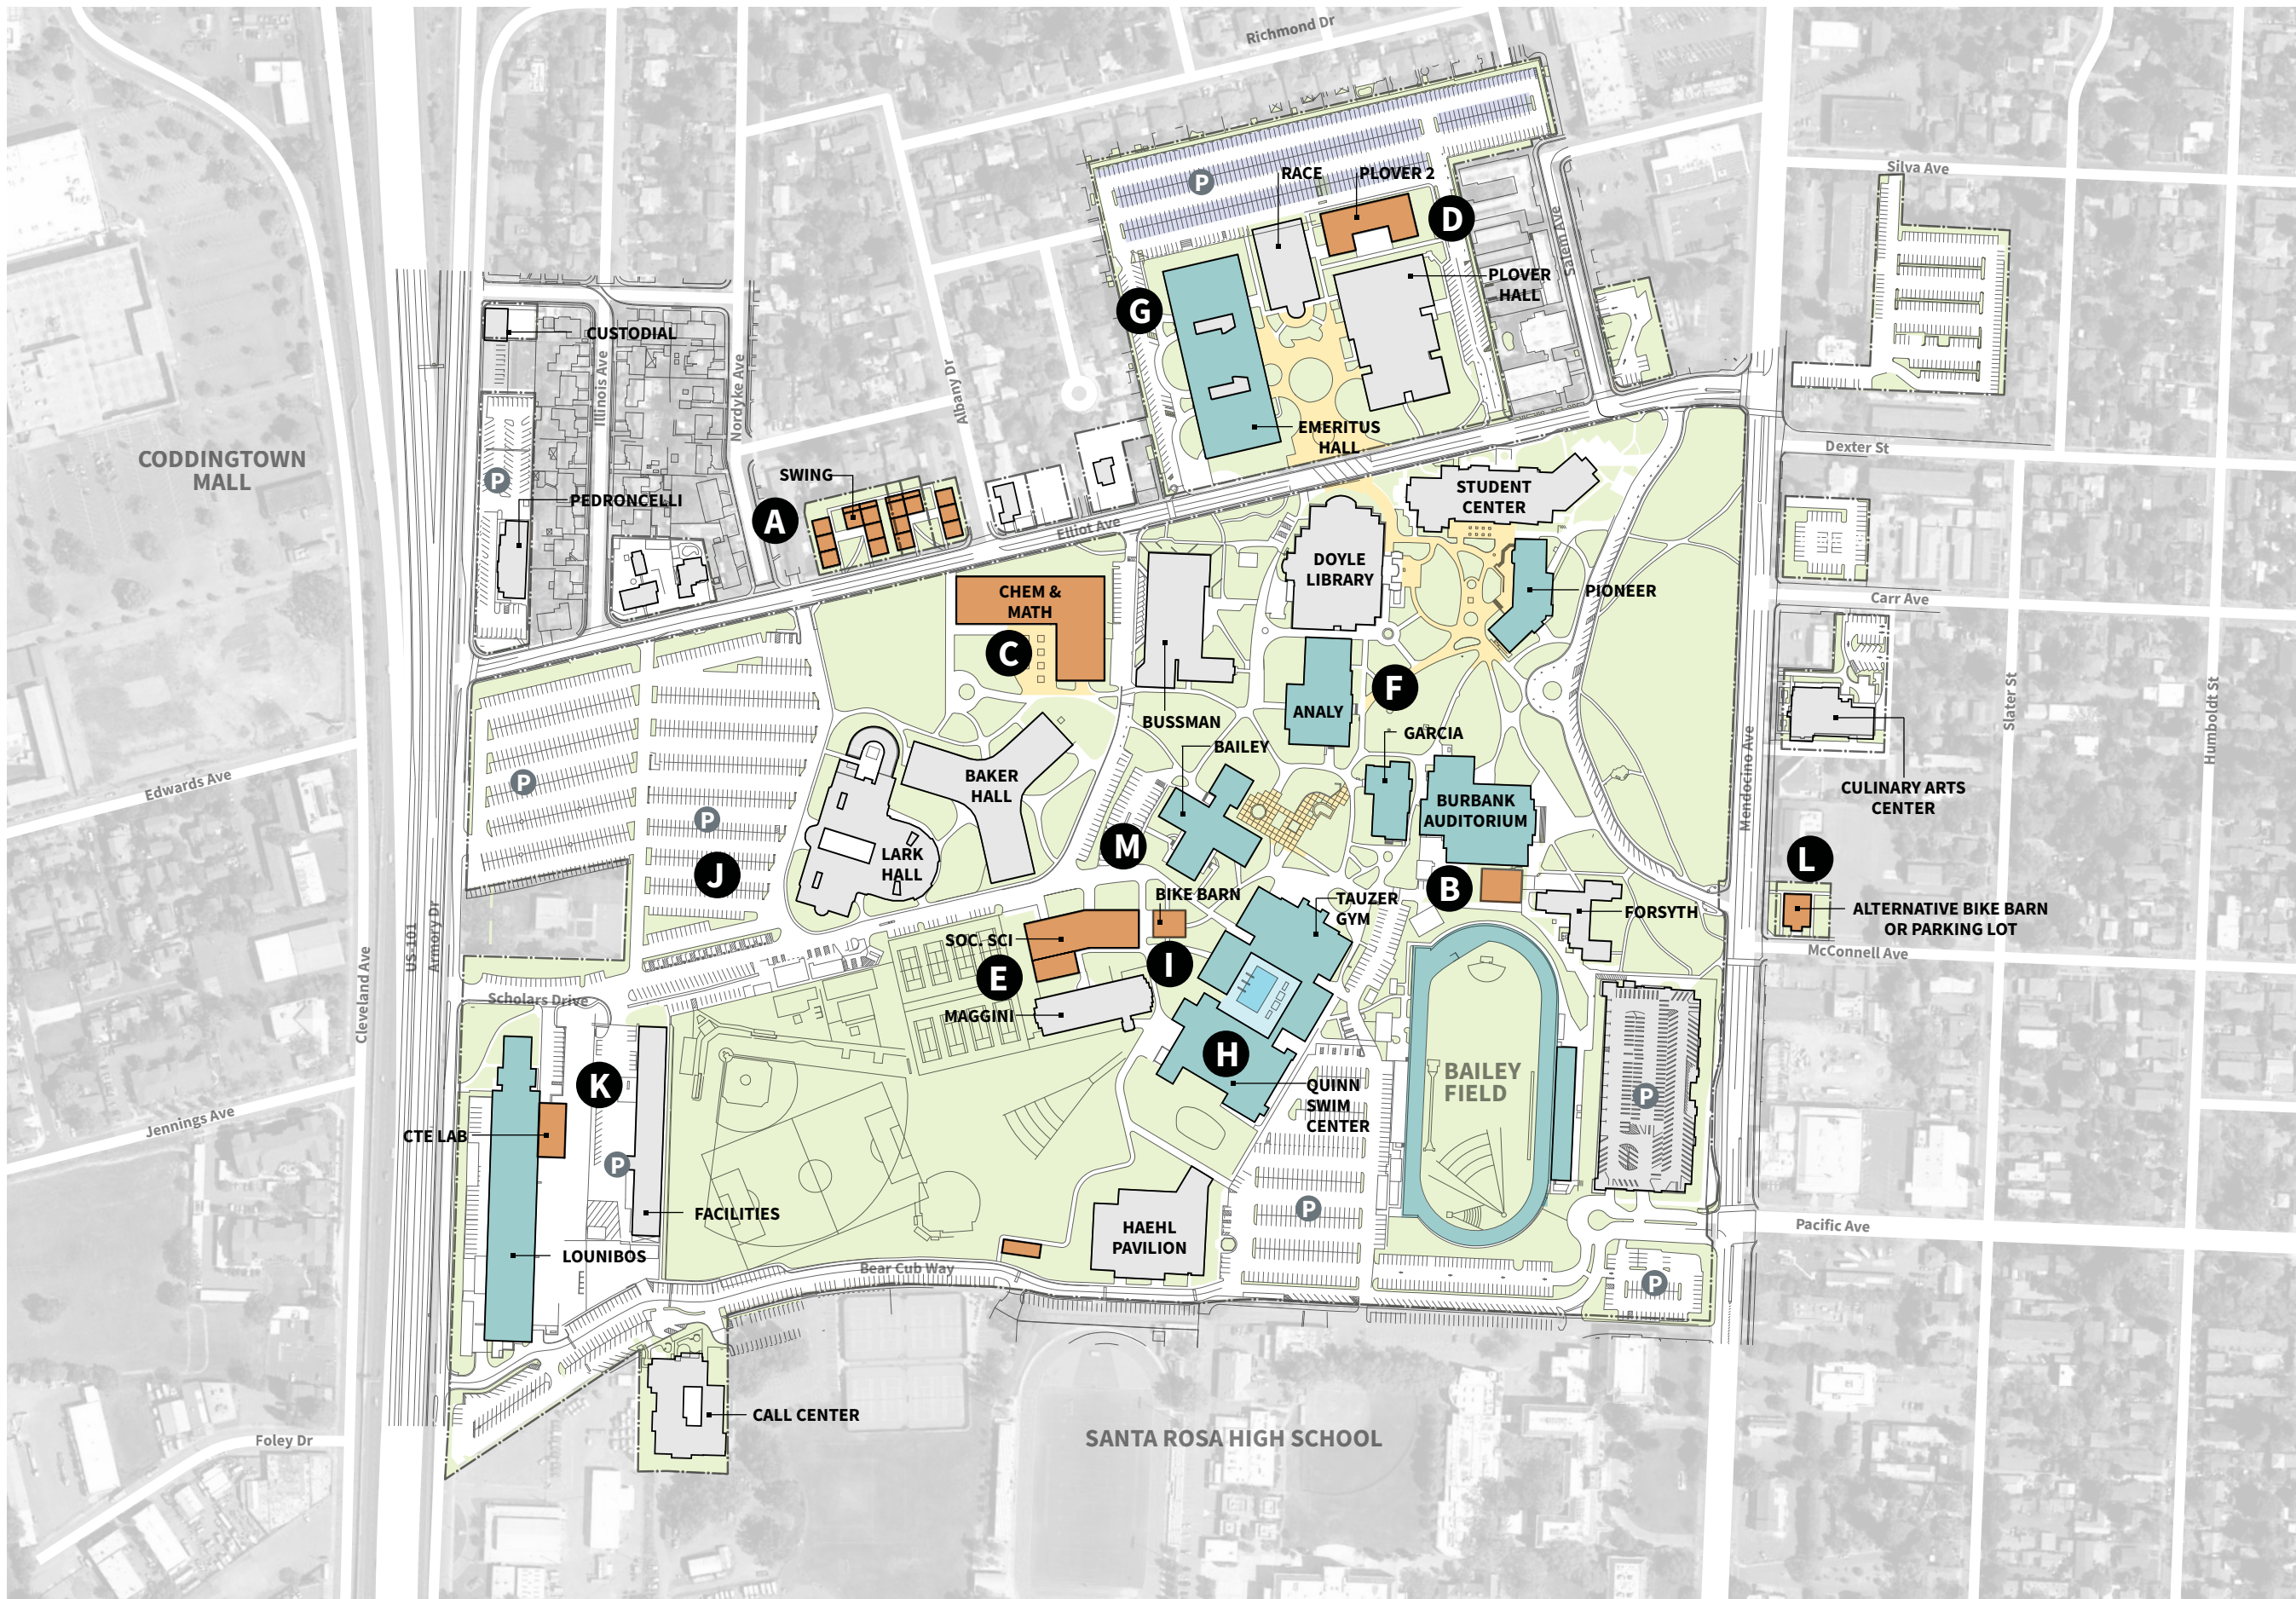 Richmond Dr
Silva Ave
P
RACE
PLOVER 2
D
Salem Ave
PLOVER
HALL
G
CUSTODIAL
Illinois Ave
Nordyke Ave
Albany Dr
EMERITUS
HALL
Dexter St
CODDINGTOWN
MALL
P
PEDRONCELLI
SWING
A
Elliot Ave
STUDENT
CENTER
DOYLE
LIBRARY
PIONEER
Carr Ave
CHEM &
MATH
C
F
ANALY
BUSSMAN
Slater St
Humboldt St
Mendocino Ave
GARCIA
BAILEY
Edwards Ave
P
P
BAKER
HALL
BURBANK
AUDITORIUM
CULINARY ARTS
CENTER
M
L
LARK
HALL
J
BIKE BARN
B
TAUZER
GYM
FORSYTH
ALTERNATIVE BIKE BARN
OR PARKING LOT
McConnell Ave
SOC. SCI
E
I
US-101
Armory Dr
Cleveland Ave
Scholars Drive
MAGGINI
H
K
BAILEY
FIELD
P
QUINN
SWIM
CENTER
Jennings Ave
CTE LAB
P
FACILITIES
P
HAEHL
PAVILION
Pacific Ave
LOUNIBOS
Bear Cub Way
P
CALL CENTER
Foley Dr
SANTA ROSA HIGH SCHOOL